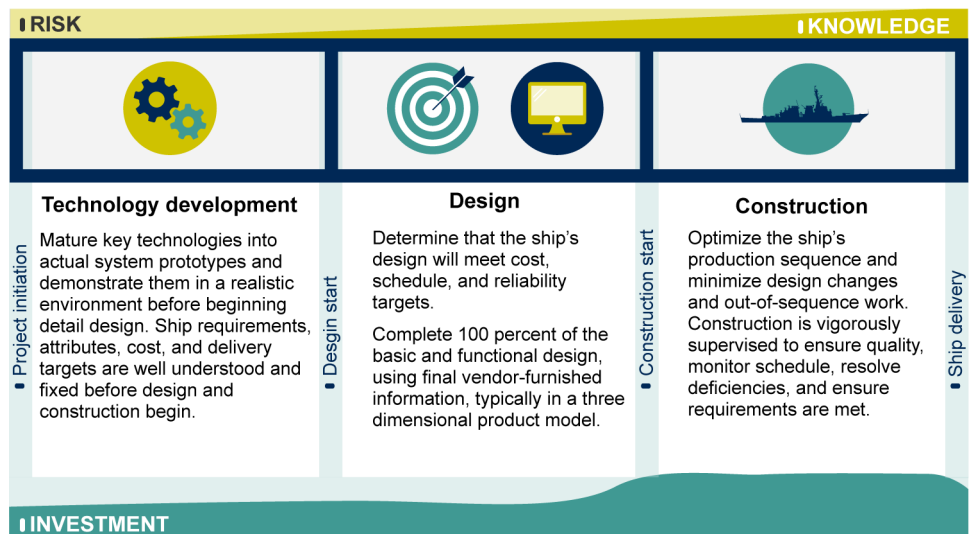 RISK
KNOWLEDGE
Project initiation
Technology development
Mature key technologies into
actual system prototypes and
demonstrate them in a realistic
environment before beginning
detail design. Ship requirements,
attributes, cost, and delivery
targets are well understood and
fixed before design and
construction begin.
Desgin start
Design
Determine that the ship's
design will meet cost,
schedule, and reliability
targets.
Complete 100 percent of the
basic and functional design,
using final vendor-furnished
information, typically in a three
dimensional product model.
Construction start
Construction
Optimize the ship's
production sequence and
minimize design changes
and out-of-sequence work.
Construction is vigorously
supervised to ensure quality,
monitor schedule, resolve
deficiencies, and ensure
requirements are met.
Ship delivery
INVESTMENT